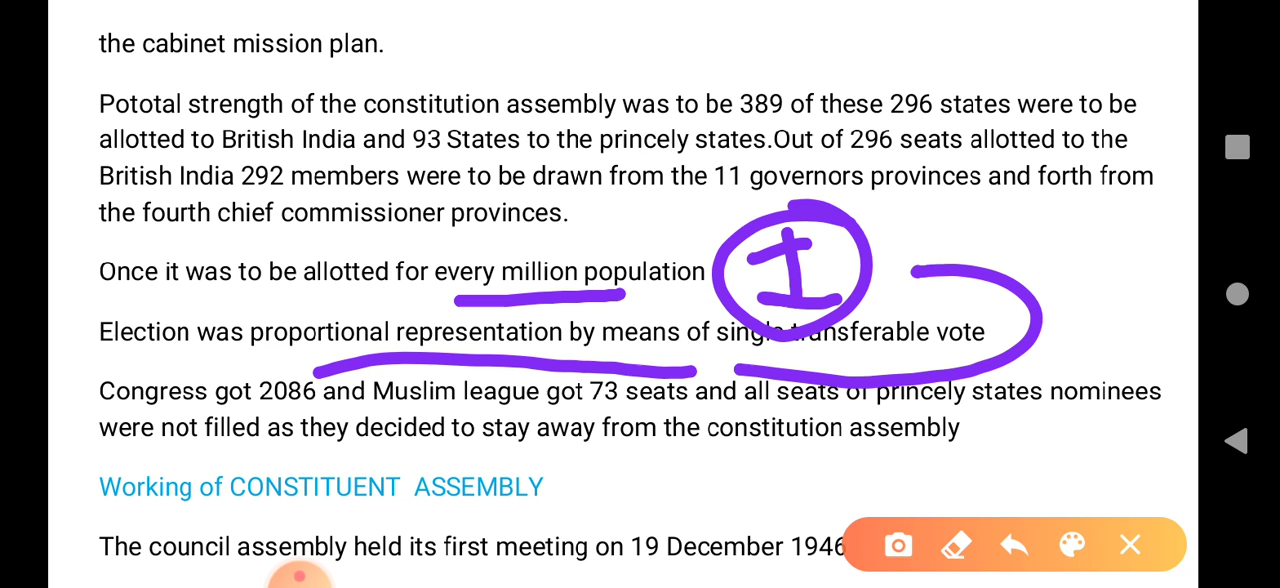 the cabinet mission plan.
Pototal strength of the constitution assembly was to be 389 of these 296 states were to be
allotted to British India and 93 States to the princely states.Out of 296 seats allotted to the
British India 292 members were to be drawn from the 11 governors provinces and forth from
the fourth chief commissioner provinces.
Once it was to be allotted for every million population I
Election was proportional representation by means of single transferable vote
Congress got 2086 and Muslim league got 73 seats and all seats of princely states nominees
were not filled as they decided to stay away from the constitution assembly
Working of CONSTITUENT ASSEMBLY
The council assembly held its first meeting on 19 December 1946